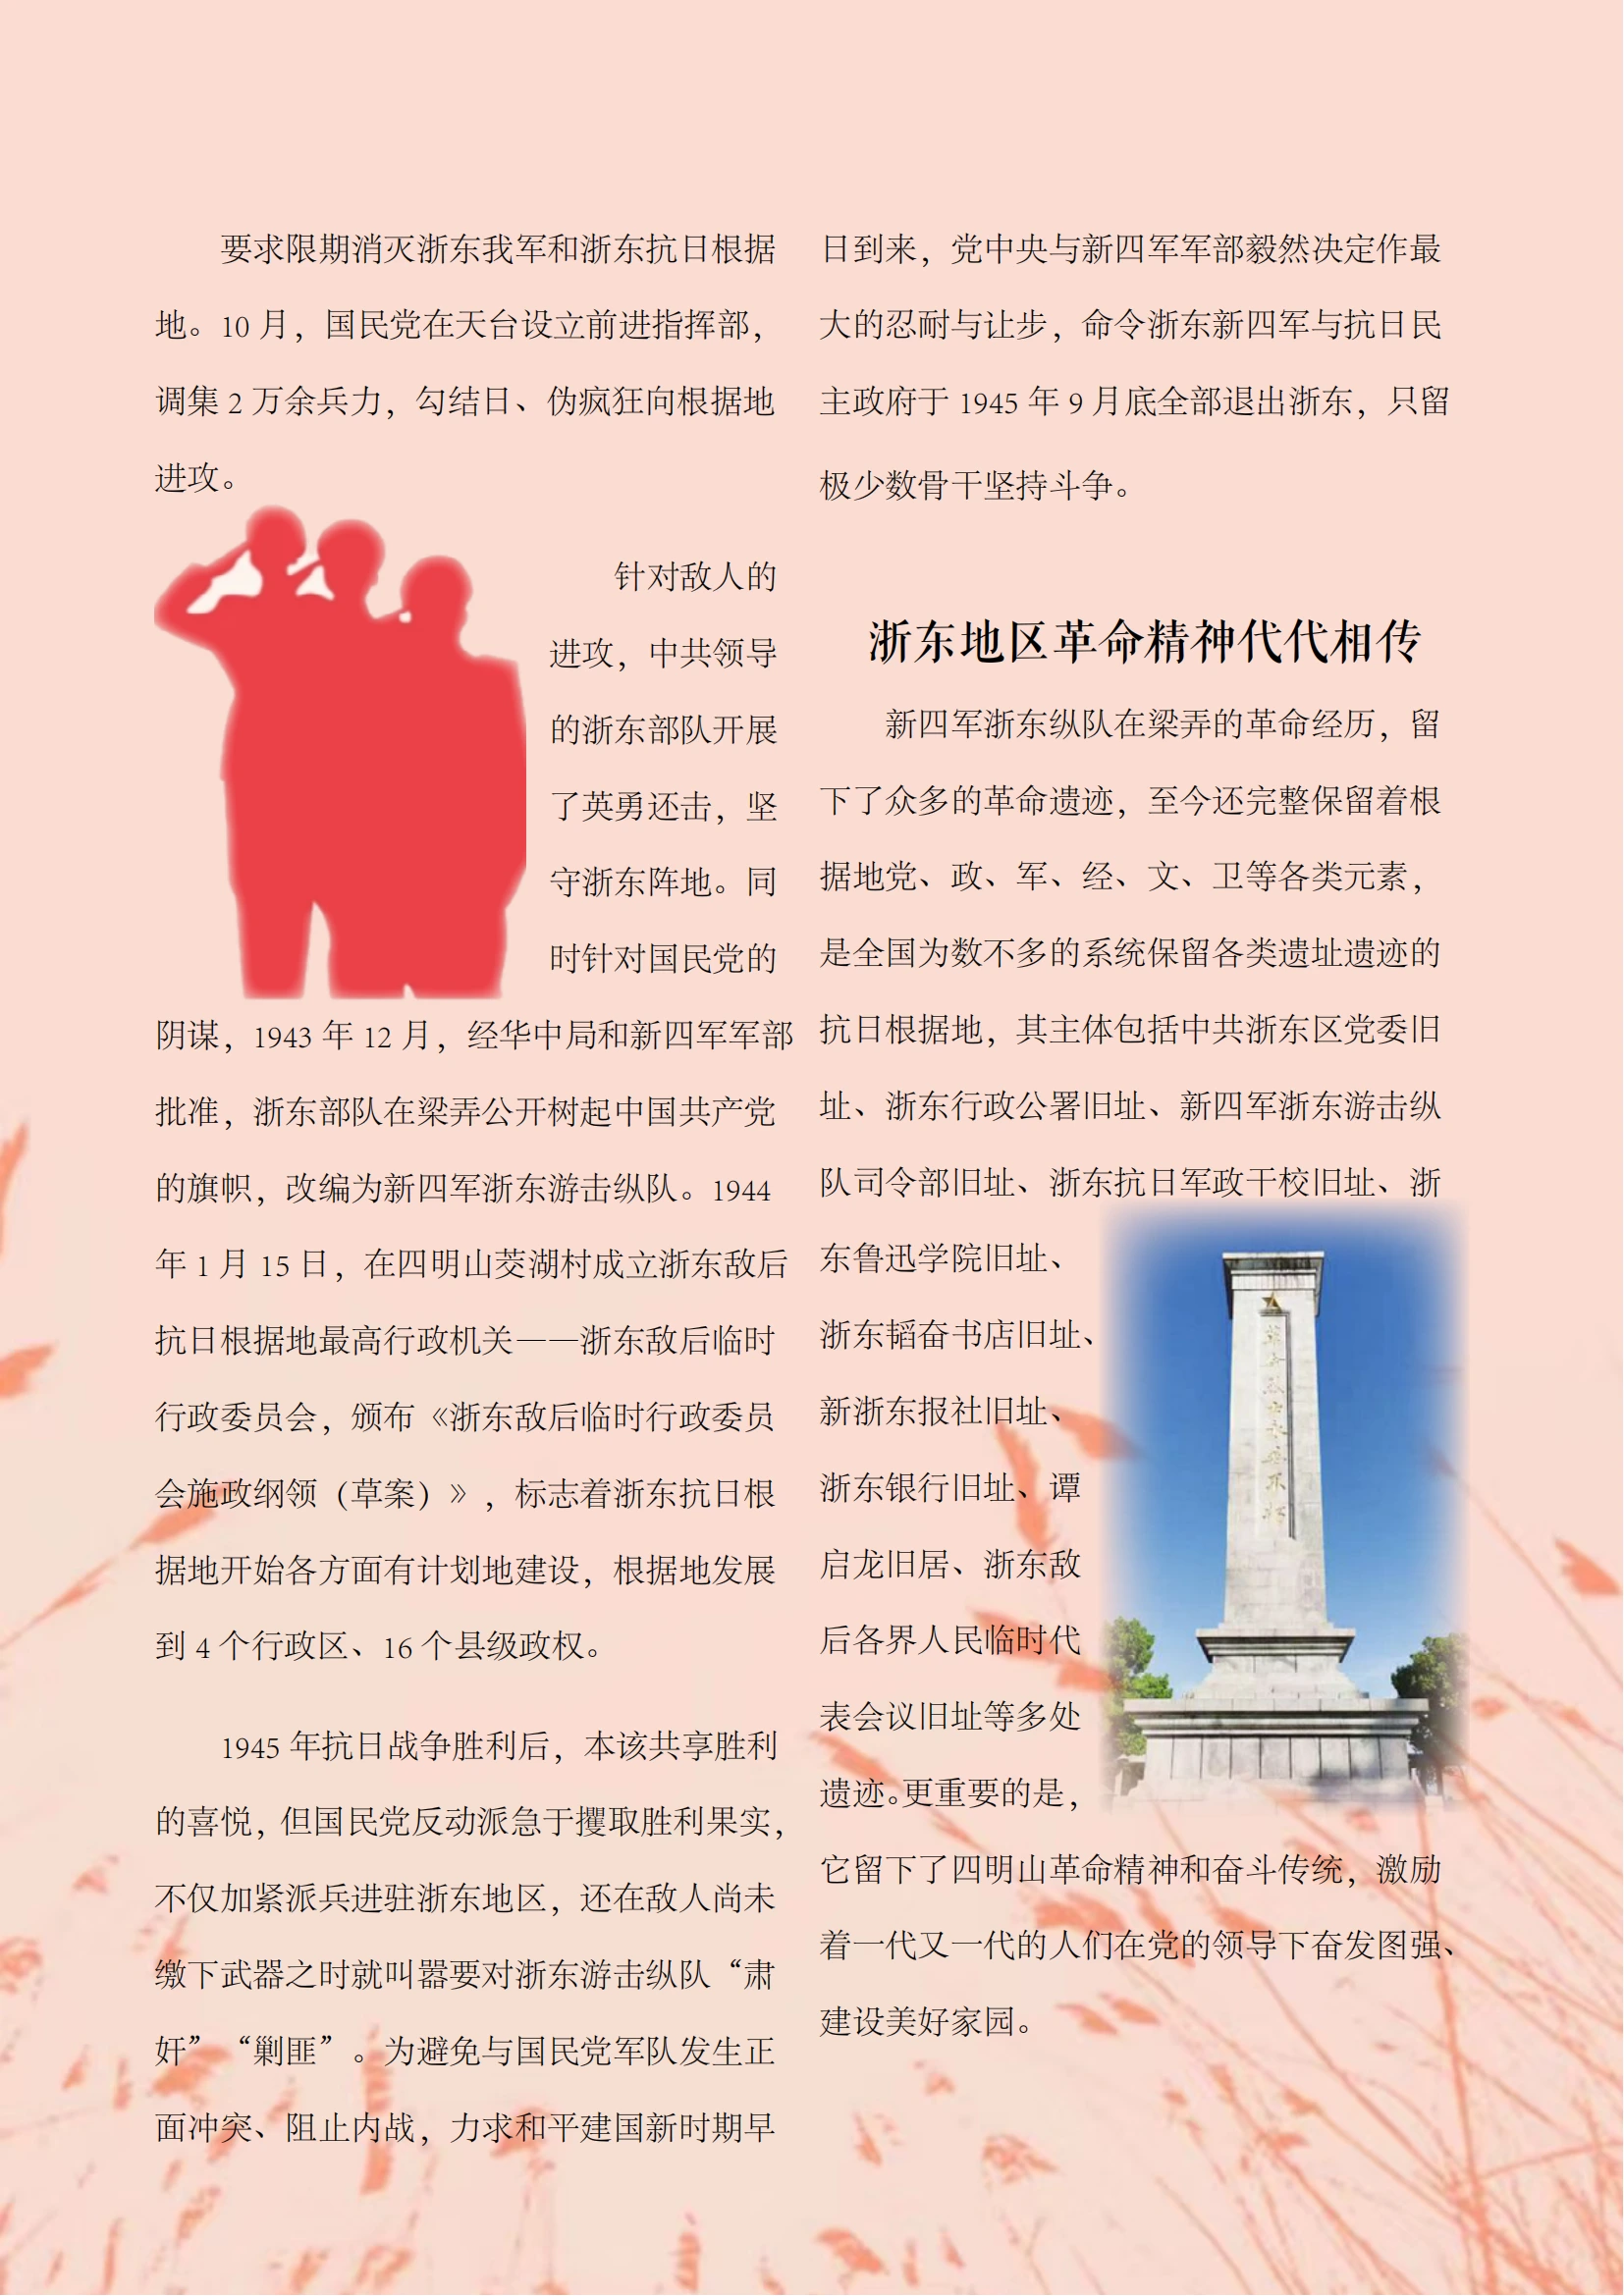 要求限期消灭浙东我军和浙东抗日根据
地。10 月，国民党在天台设立前进指挥部，
调集 2 万余兵力，勾结日、伪疯狂向根据地
进攻。
针对敌人的
进攻，中共领导
的浙东部队开展
了英勇还击，坚
守浙东阵地。同
时针对国民党的
阴谋，1943 年 12 月，经华中局和新四军军部
批准，浙东部队在梁弄公开树起中国共产党
的旗帜，改编为新四军浙东游击纵队。1944
年 1 月 15 日，在四明山茭湖村成立浙东敌后
抗日根据地最高行政机关——浙东敌后临时
行政委员会，颁布《浙东敌后临时行政委员
会施政纲领（草案）》，标志着浙东抗日根
据地开始各方面有计划地建设，根据地发展
到 4 个行政区、16 个县级政权。
1945 年抗日战争胜利后，本该共享胜利
的喜悦，但国民党反动派急于攫取胜利果实，
不仅加紧派兵进驻浙东地区，还在敌人尚未
缴下武器之时就叫嚣要对浙东游击纵队“肃
奸”“剿匪”。为避免与国民党军队发生正
面冲突、阻止内战，力求和平建国新时期早
日到来，党中央与新四军军部毅然决定作最
大的忍耐与让步，命令浙东新四军与抗日民
主政府于 1945 年 9 月底全部退出浙东，只留
极少数骨干坚持斗争。
浙东地区革命精神代代相传
新四军浙东纵队在梁弄的革命经历，留
下了众多的革命遗迹，至今还完整保留着根
据地党、政、军、经、文、卫等各类元素，
是全国为数不多的系统保留各类遗址遗迹的
抗日根据地，其主体包括中共浙东区党委旧
址、浙东行政公署旧址、新四军浙东游击纵
队司令部旧址、浙东抗日军政干校旧址、浙
东鲁迅学院旧址、
浙东韬奋书店旧址、
新浙东报社旧址、
浙东银行旧址、谭
启龙旧居、浙东敌
后各界人民临时代
表会议旧址等多处
遗迹。更重要的是，
它留下了四明山革命精神和奋斗传统，激励
着一代又一代的人们在党的领导下奋发图强、
建设美好家园。